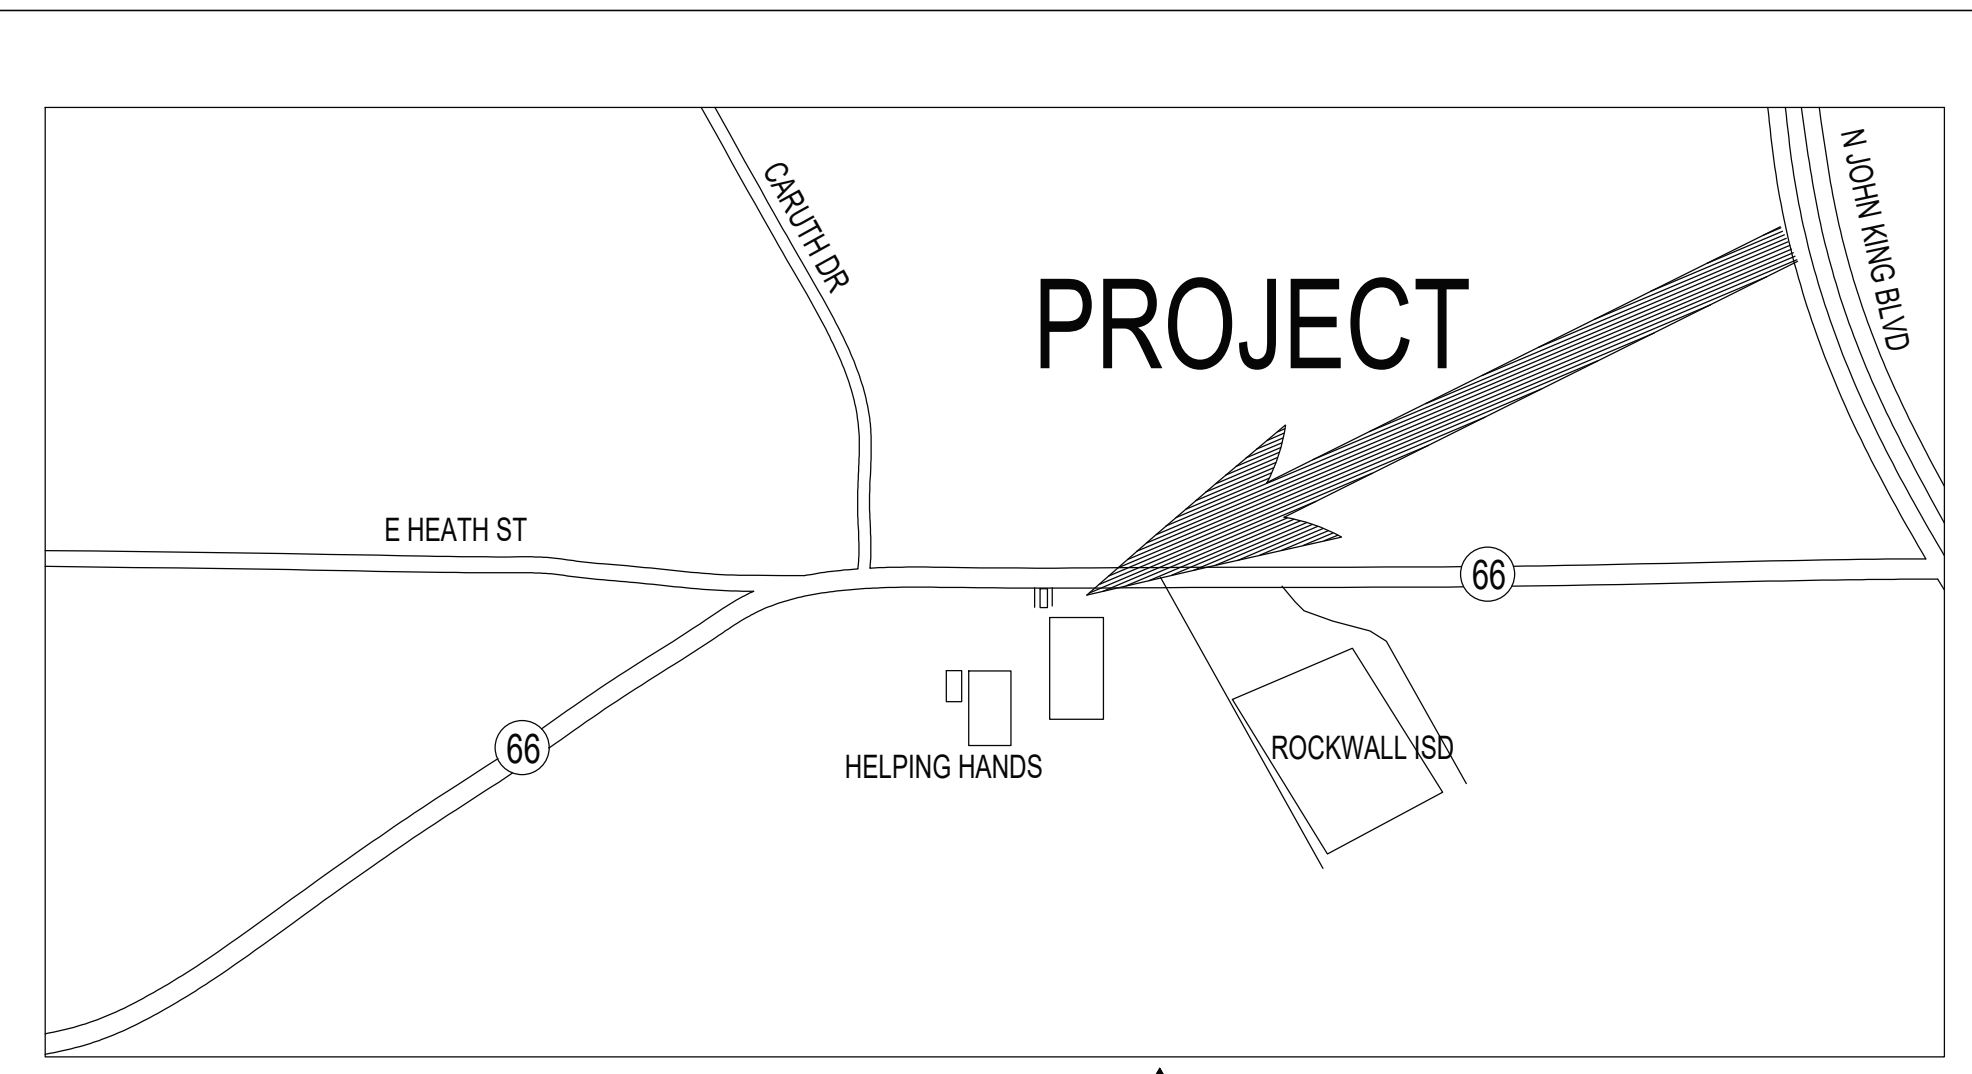 N JOHN KING BLVD
CARUTH DR
PROJECT
E HEATH ST
66
66
ROCKWALL ISD
HELPING HANDS